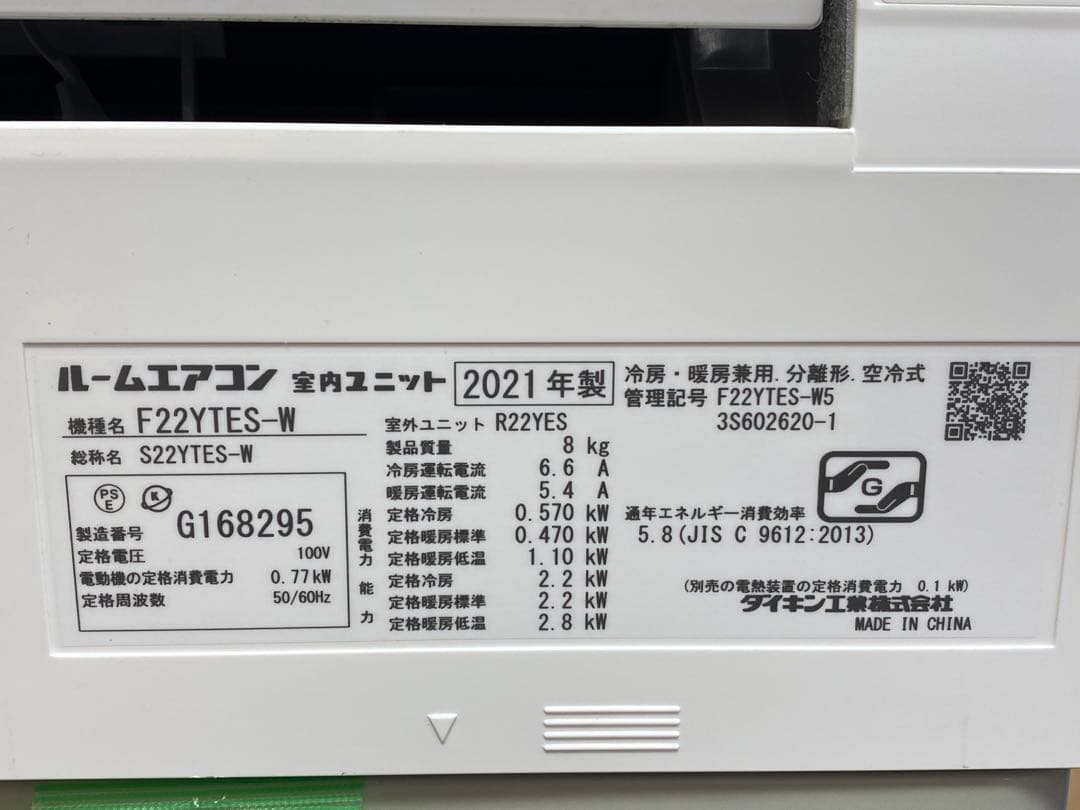 ルームエアコン 室内ユニット 2021年製
機種名 F22YTES-W
総称名 S22YTES-W
PS
E
K
製造番号 G168295
定格電圧 100V
電動機の定格消費電力 0.77kW
定格周波数 50/60Hz
室外ユニット R22YES
製品質量 8 kg
冷房運転電流 6.6 A
暖房運転電流 5.4 A
消費電力
定格冷房 0.570 kW
定格暖房標準 0.470 kW
定格暖房低温 1.10 kW
能力
定格冷房 2.2 kW
定格暖房標準 2.2 kW
定格暖房低温 2.8 kW
冷房・暖房兼用.分離形.空冷式
管理記号 F22YTES-W5
3S602620-1
G
通年エネルギー消費効率
5.8(JIS C 9612:2013)
(別売の電熱装置の定格消費電力 0.1 kW)
ダイキン工業株式会社
MADE IN CHINA